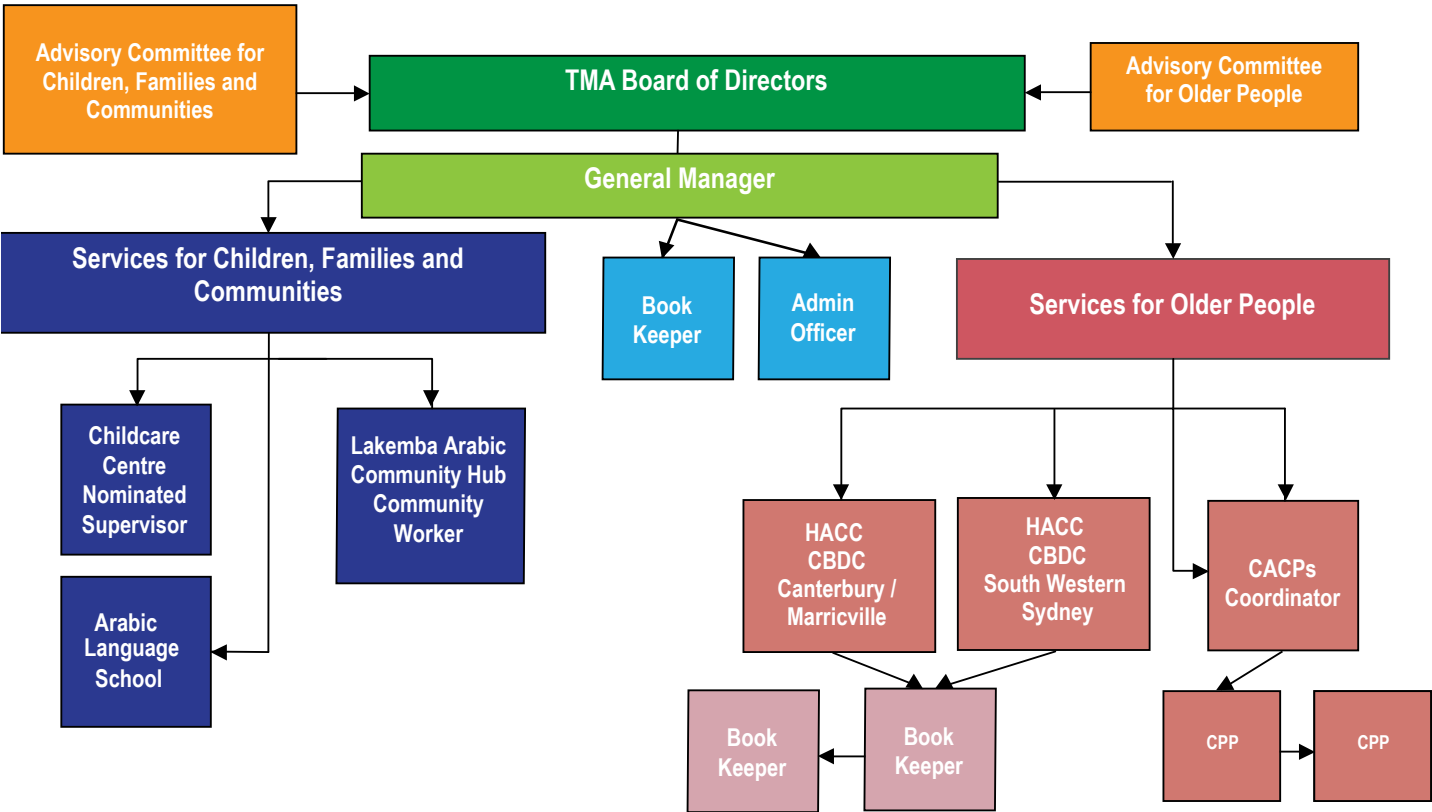 Advisory Committee for
Children, Families and
Communities
TMA Board of Directors
Advisory Committee
for Older People
General Manager
Services for Children, Families and
Communities
Book
Keeper
Admin
Officer
Services for Older People
Childcare
Centre
Nominated
Supervisor
Lakemba Arabic
Community Hub
Community
Worker
HACC
CBDC
Canterbury /
Marricville
HACC
CBDC
South Western
Sydney
CACPs
Coordinator
Arabic
Language
School
Book
Keeper
Book
Keeper
CPP
CPP